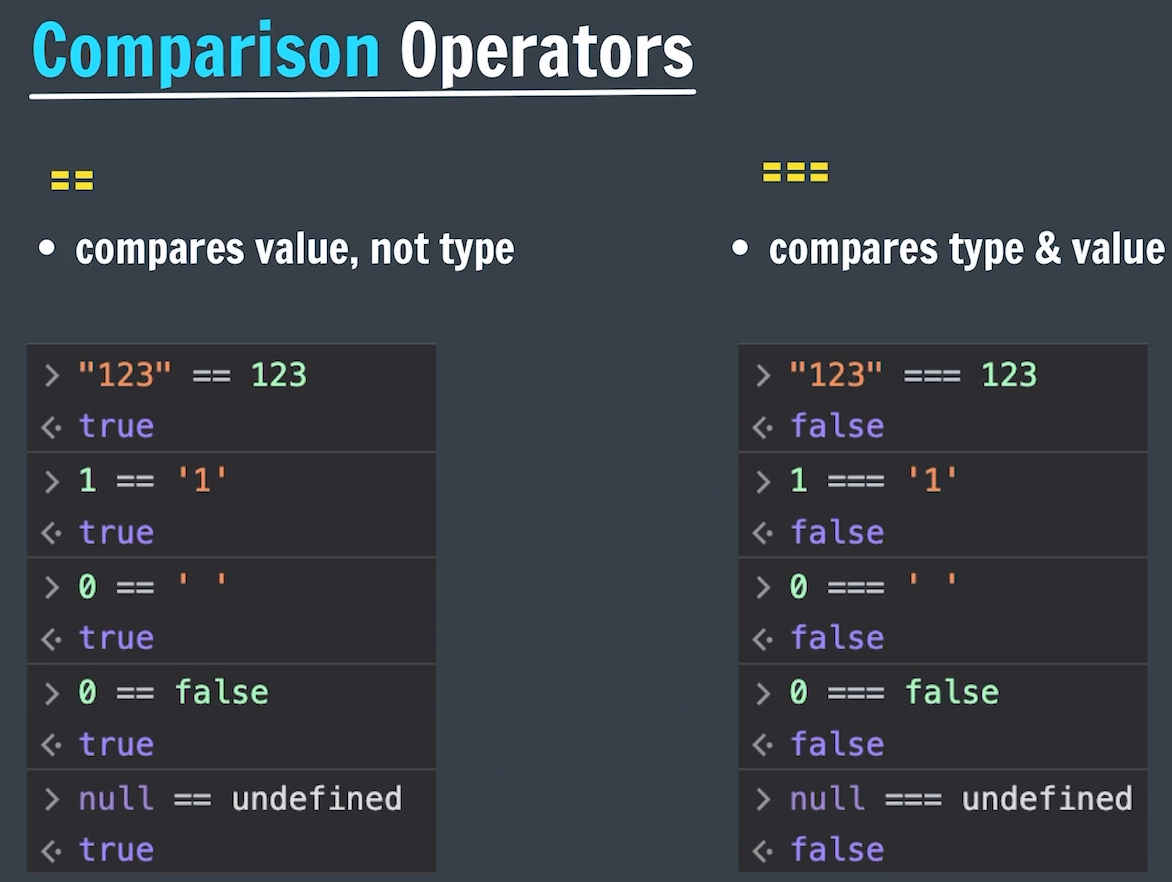 Comparison Operators
==
• compares value, not type
> "123" == 123
<· true
> 1 == '1'
<· true
> 0 == ' '
<· true
> 0 == false
<· true
> null == undefined
<· true
===
• compares type & value
> "123" === 123
<· false
> 1 === '1'
<· false
> 0 === ' '
<· false
> 0 === false
<· false
> null === undefined
<· false